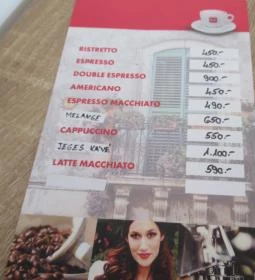 RISTRETTO 450.-
ESPRESSO 450.-
DOUBLE ESPRESSO 900.-
AMERICANO 450.-
ESPRESSO MACCHIATO 490.-
MELANGE 650.-
CAPPUCCINO 550.-
JEGES KÁVÉ 1.100.-
LATTE MACCHIATO 590.-